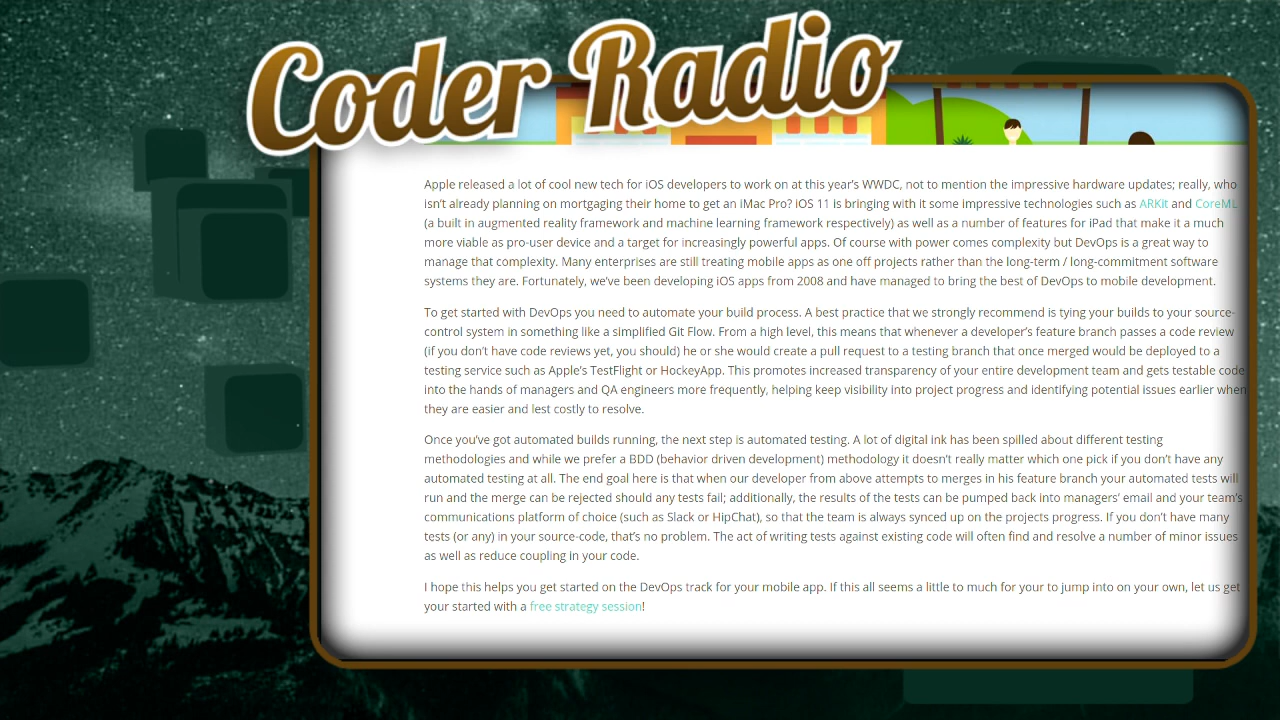 Coder Radio
Apple released a lot of cool new tech for iOS developers to work on at this year's WWDC, not to mention the impressive hardware updates; really, who
isn't already planning on mortgaging their home to get an iMac Pro? iOS 11 is bringing with it some impressive technologies such as ARKit and CoreML
(a built in augmented reality framework and machine learning framework respectively) as well as a number of features for iPad that make it a much
more viable as pro-user device and a target for increasingly powerful apps. Of course with power comes complexity but DevOps is a great way to
manage that complexity. Many enterprises are still treating mobile apps as one off projects rather than the long-term / long-commitment software
systems they are. Fortunately, we've been developing iOS apps from 2008 and have managed to bring the best of DevOps to mobile development.
To get started with DevOps you need to automate your build process. A best practice that we strongly recommend is tying your builds to your source-
control system in something like a simplified Git Flow. From a high level, this means that whenever a developer's feature branch passes a code review
(if you don't have code reviews yet, you should) he or she would create a pull request to a testing branch that once merged would be deployed to a
testing service such as Apple's TestFlight or HockeyApp. This promotes increased transparency of your entire development team and gets testable code
into the hands of managers and QA engineers more frequently, helping keep visibility into project progress and identifying potential issues earlier when
they are easier and lest costly to resolve.
Once you've got automated builds running, the next step is automated testing. A lot of digital ink has been spilled about different testing
methodologies and while we prefer a BDD (behavior driven development) methodology it doesn't really matter which one pick if you don't have any
automated testing at all. The end goal here is that when our developer from above attempts to merges in his feature branch your automated tests will
run and the merge can be rejected should any tests fail; additionally, the results of the tests can be pumped back into managers' email and your team's
communications platform of choice (such as Slack or HipChat), so that the team is always synced up on the projects progress. If you don't have many
tests (or any) in your source-code, that's no problem. The act of writing tests against existing code will often find and resolve a number of minor issues
as well as reduce coupling in your code.
I hope this helps you get started on the DevOps track for your mobile app. If this all seems a little to much for your to jump into on your own, let us get
your started with a free strategy session!